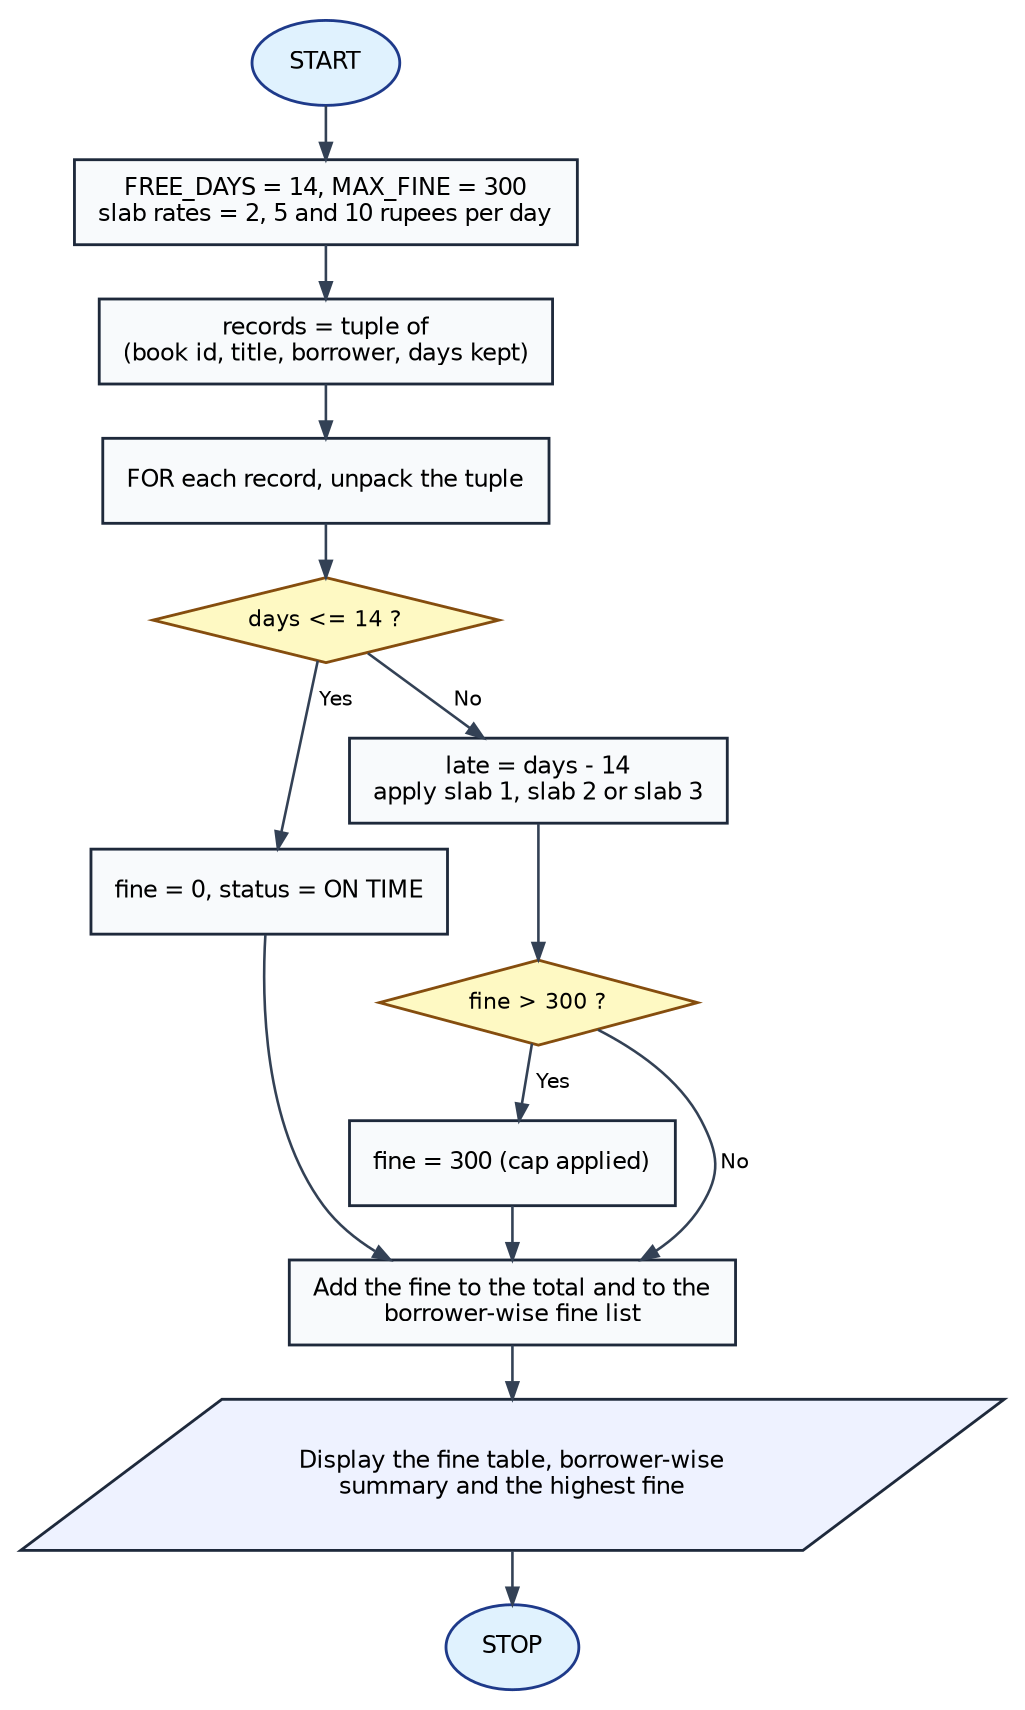 START
FREE_DAYS = 14, MAX_FINE = 300
slab rates = 2, 5 and 10 rupees per day
records = tuple of
(book id, title, borrower, days kept)
FOR each record, unpack the tuple
days <= 14 ?
Yes
No
late = days - 14
apply slab 1, slab 2 or slab 3
fine = 0, status = ON TIME
fine > 300 ?
Yes
fine = 300 (cap applied)
No
Add the fine to the total and to the
borrower-wise fine list
Display the fine table, borrower-wise
summary and the highest fine
STOP